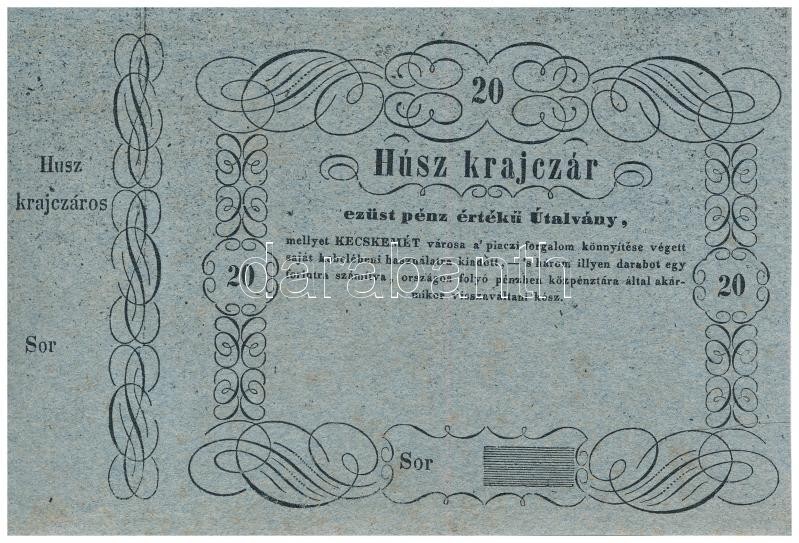 20
Húsz krajczár
ezüst pénz értékű Útalvány,
mellyet KECSKEMÉT városa a' piaczi forgalom könnyítése végett
saját kebelébeni használatra kiadott, — 's három illyen darabot egy
forintra számítva országos folyó pénzben közpénztára által akár-
mikor visszaváltani kész.
20
20
Sor
Husz
krajczáros
Sor
darabanth